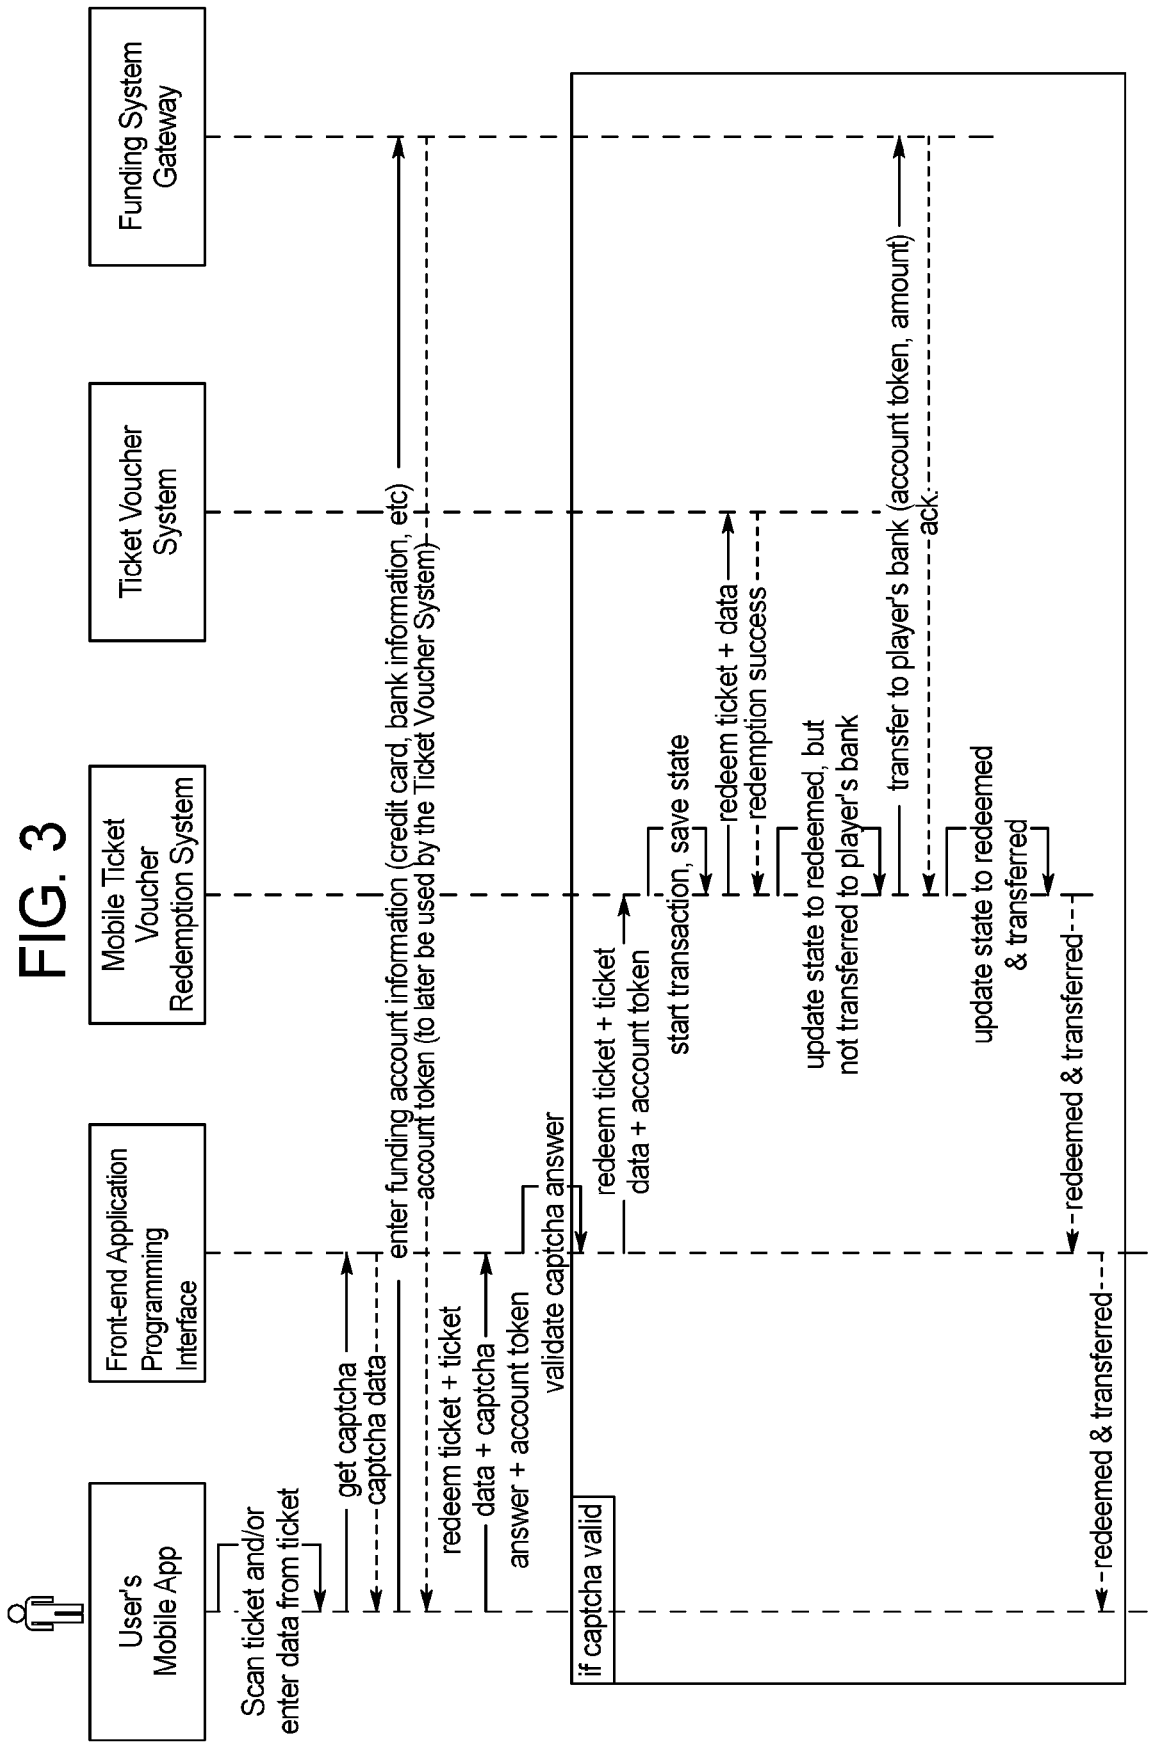 FIG. 3
User's
Mobile App
Front-end Application
Programming
Interface
Mobile Ticket
Voucher
Redemption System
Ticket Voucher
System
Funding System
Gateway
Scan ticket and/or
enter data from ticket
get captcha
captcha data
enter funding account information (credit card, bank information, etc)
account token (to later be used by the Ticket Voucher System)
redeem ticket + ticket
data + captcha
answer + account token
validate captcha answer
if captcha valid
redeem ticket + ticket
data + account token
start transaction, save state
redeem ticket + data
redemption success
update state to redeemed, but
not transferred to player's bank
transfer to player's bank (account token, amount)
ack.
update state to redeemed
& transferred
redeemed & transferred
redeemed & transferred